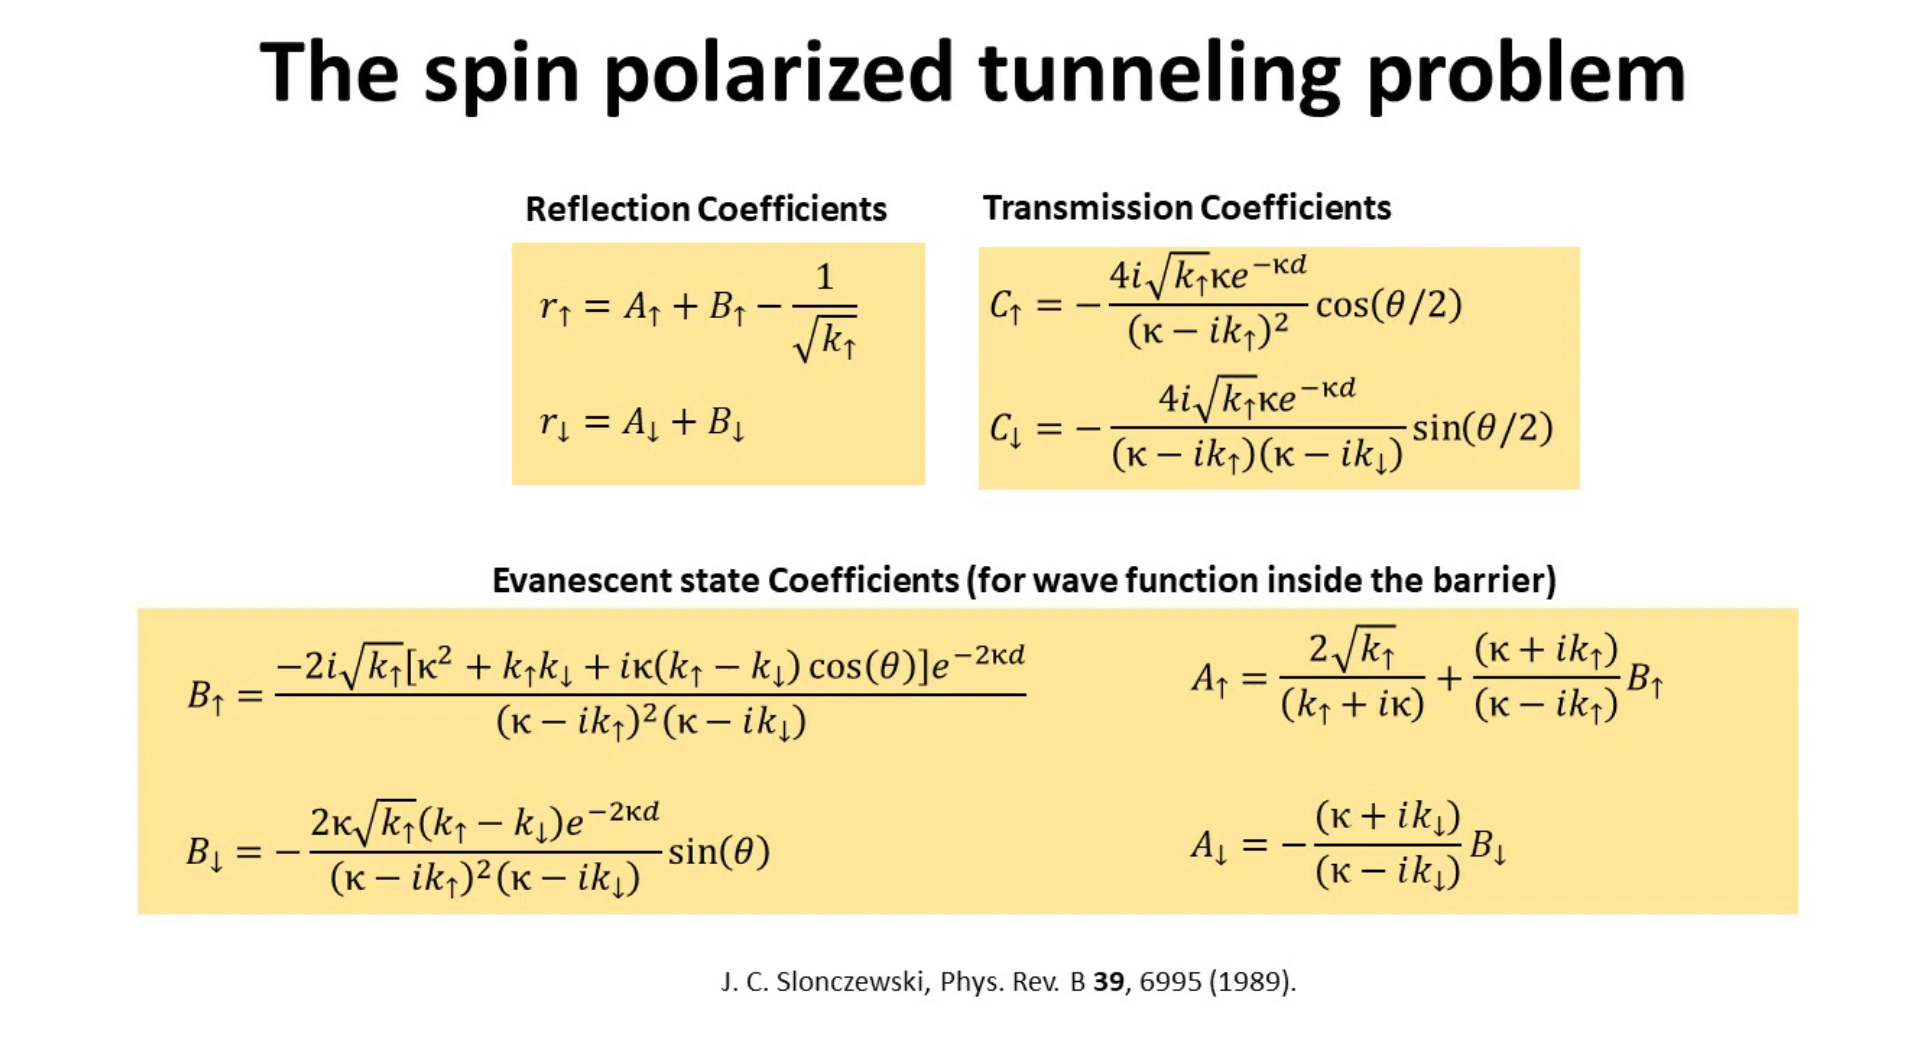 The spin polarized tunneling problem
Reflection Coefficients
r↑ = A↑ + B↑ − 1/√k↑
r↓ = A↓ + B↓
Transmission Coefficients
C↑ = − (4i√k↑ κe^{−κd})/((κ − ik↑)²) cos(θ/2)
C↓ = − (4i√k↑ κe^{−κd})/((κ − ik↑)(κ − ik↓)) sin(θ/2)
Evanescent state Coefficients (for wave function inside the barrier)
B↑ = (−2i√k↑[κ² + k↑k↓ + iκ(k↑ − k↓) cos(θ)]e^{−2κd})/((κ − ik↑)²(κ − ik↓))
A↑ = 2√k↑/(k↑ + iκ) + ((κ + ik↑)/(κ − ik↑)) B↑
B↓ = − (2κ√k↑(k↑ − k↓)e^{−2κd})/((κ − ik↑)²(κ − ik↓)) sin(θ)
A↓ = − ((κ + ik↓)/(κ − ik↓)) B↓
J. C. Slonczewski, Phys. Rev. B 39, 6995 (1989).